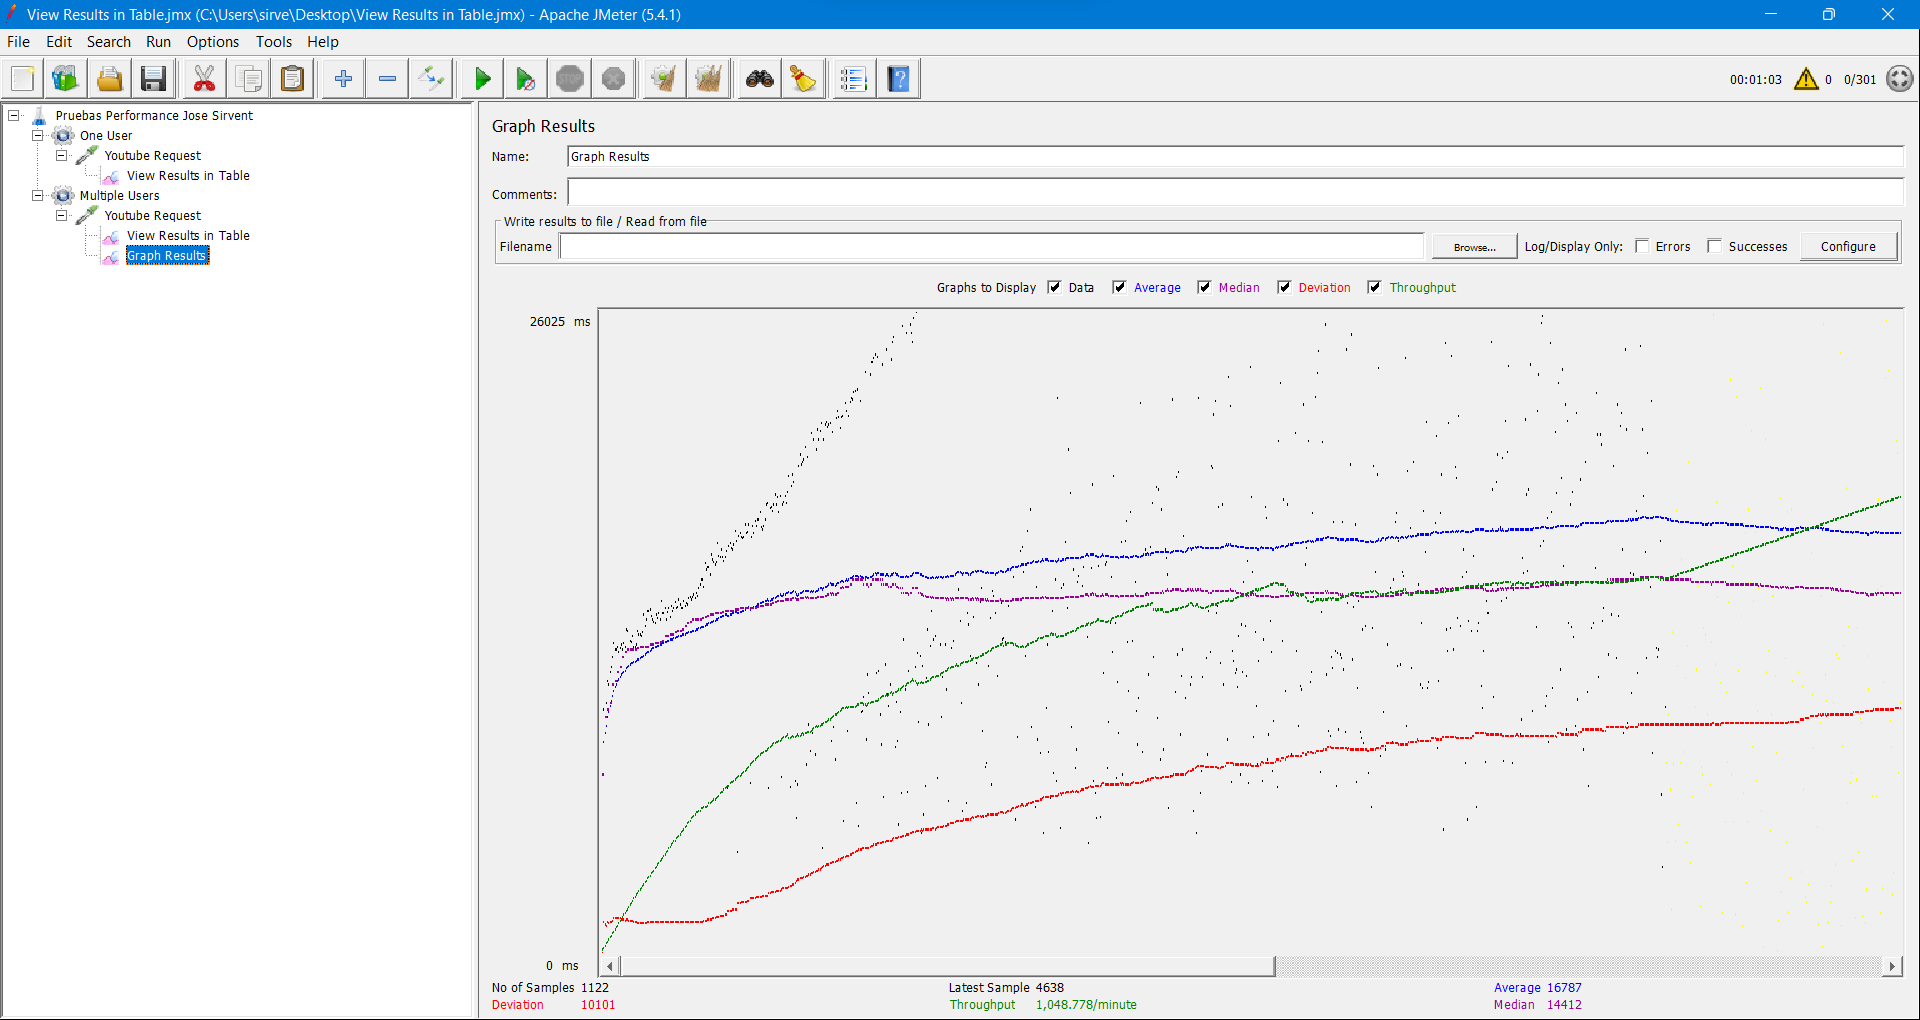 View Results in Table.jmx (C:\Users\sirve\Desktop\View Results in Table.jmx) - Apache JMeter (5.4.1)
File Edit Search Run Options Tools Help
STOP
00:01:03 0 0/301
Pruebas Performance Jose Sirvent
One User
Youtube Request
View Results in Table
Multiple Users
Youtube Request
View Results in Table
Graph Results
Graph Results
Name: Graph Results
Comments:
Write results to file / Read from file
Filename Browse... Log/Display Only: Errors Successes Configure
Graphs to Display Data Average Median Deviation Throughput
26025 ms
0 ms
No of Samples 1122 Latest Sample 4638 Average 16787
Deviation 10101 Throughput 1,048.778/minute Median 14412